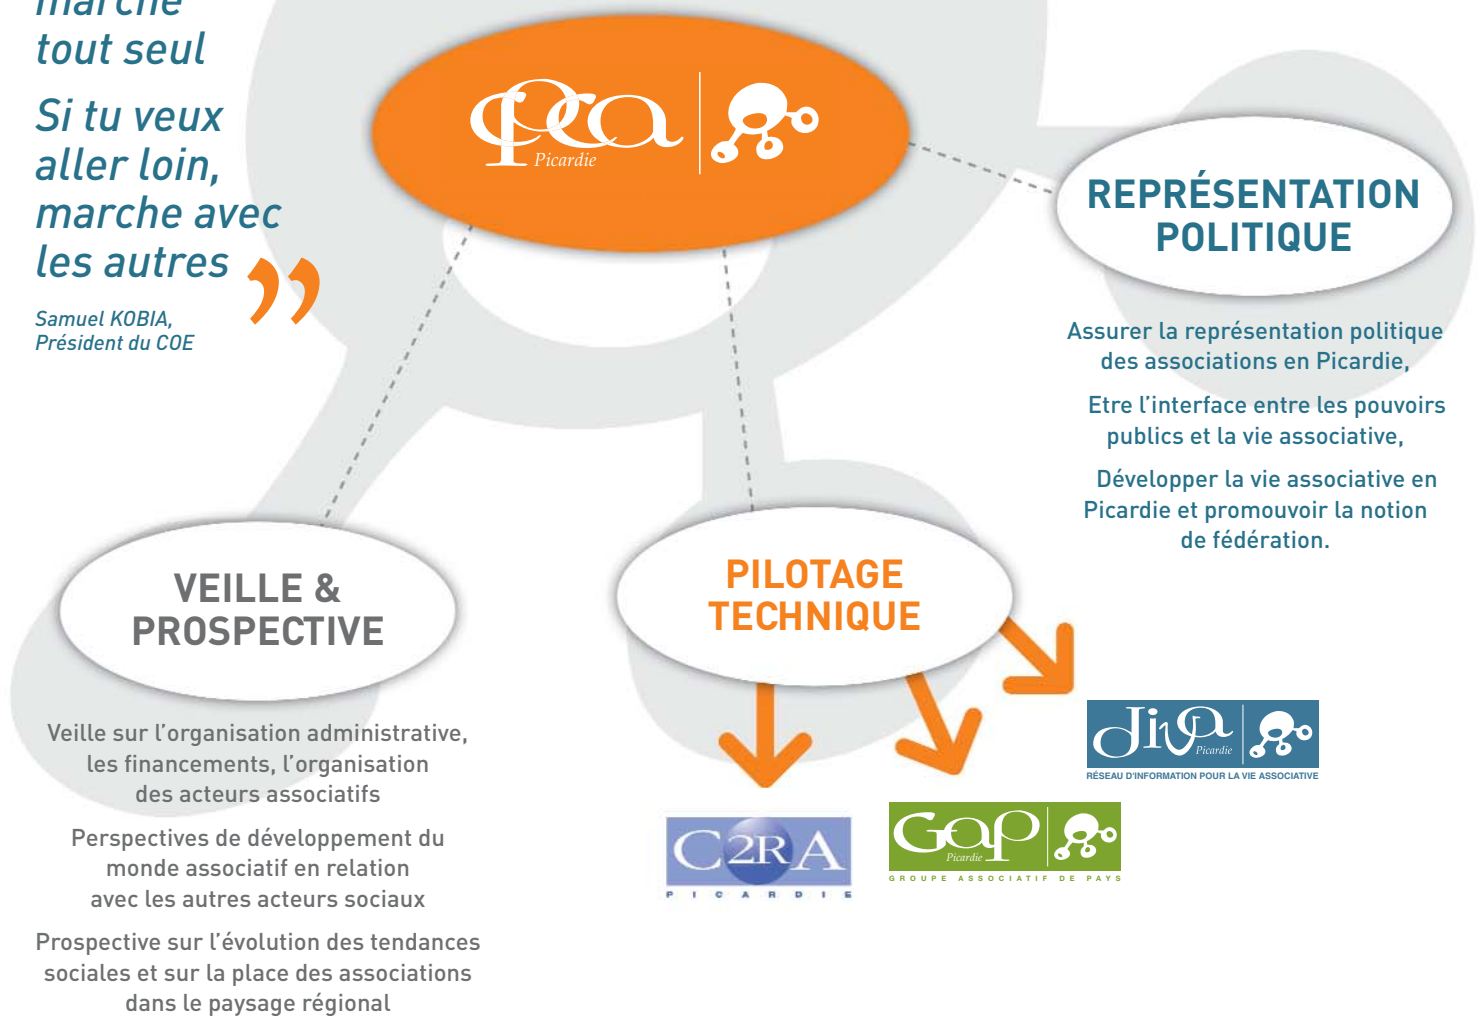 marche
tout seul
Si tu veux
aller loin,
marche avec
les autres ”
Samuel KOBIA,
Président du COE
CPCA
Picardie
REPRÉSENTATION
POLITIQUE
Assurer la représentation politique
des associations en Picardie,
Etre l’interface entre les pouvoirs
publics et la vie associative,
Développer la vie associative en
Picardie et promouvoir la notion
de fédération.
VEILLE &
PROSPECTIVE
Veille sur l’organisation administrative,
les financements, l’organisation
des acteurs associatifs
Perspectives de développement du
monde associatif en relation
avec les autres acteurs sociaux
Prospective sur l’évolution des tendances
sociales et sur la place des associations
dans le paysage régional
PILOTAGE
TECHNIQUE
C2RA
PICARDIE
Gap
Picardie
GROUPE ASSOCIATIF DE PAYS
Jiva
Picardie
RÉSEAU D'INFORMATION POUR LA VIE ASSOCIATIVE